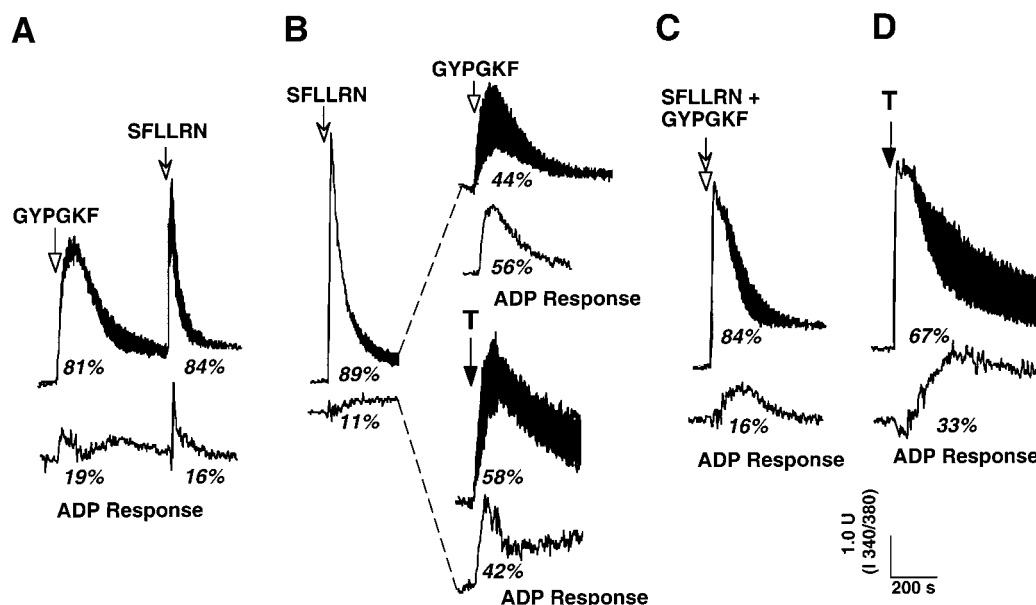 A
GYPGKF
SFLLRN
81%
84%
19%
16%
ADP Response
B
SFLLRN
GYPGKF
44%
56%
ADP Response
T
89%
11%
58%
42%
ADP Response
C
SFLLRN +
GYPGKF
84%
16%
ADP Response
D
T
67%
33%
ADP Response
1.0 U
(I 340/380)
200 s